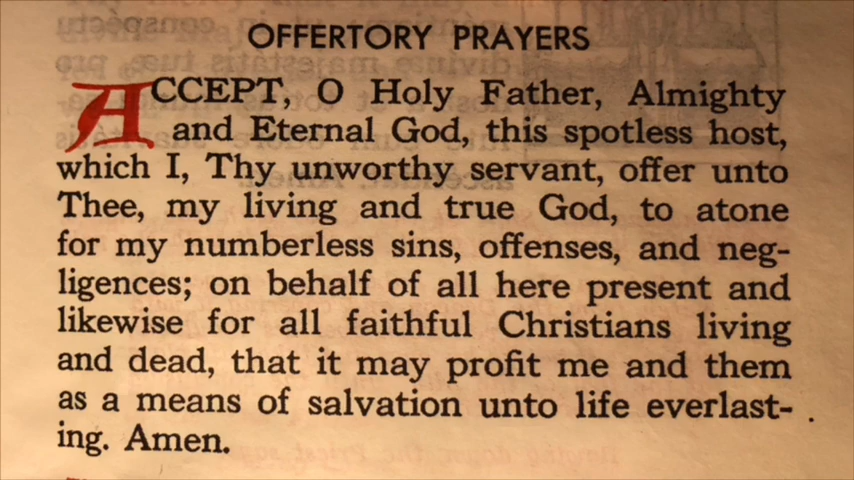 OFFERTORY PRAYERS
ACCEPT, O Holy Father, Almighty
and Eternal God, this spotless host,
which I, Thy unworthy servant, offer unto
Thee, my living and true God, to atone
for my numberless sins, offenses, and neg-
ligences; on behalf of all here present and
likewise for all faithful Christians living
and dead, that it may profit me and them
as a means of salvation unto life everlast-
ing. Amen.